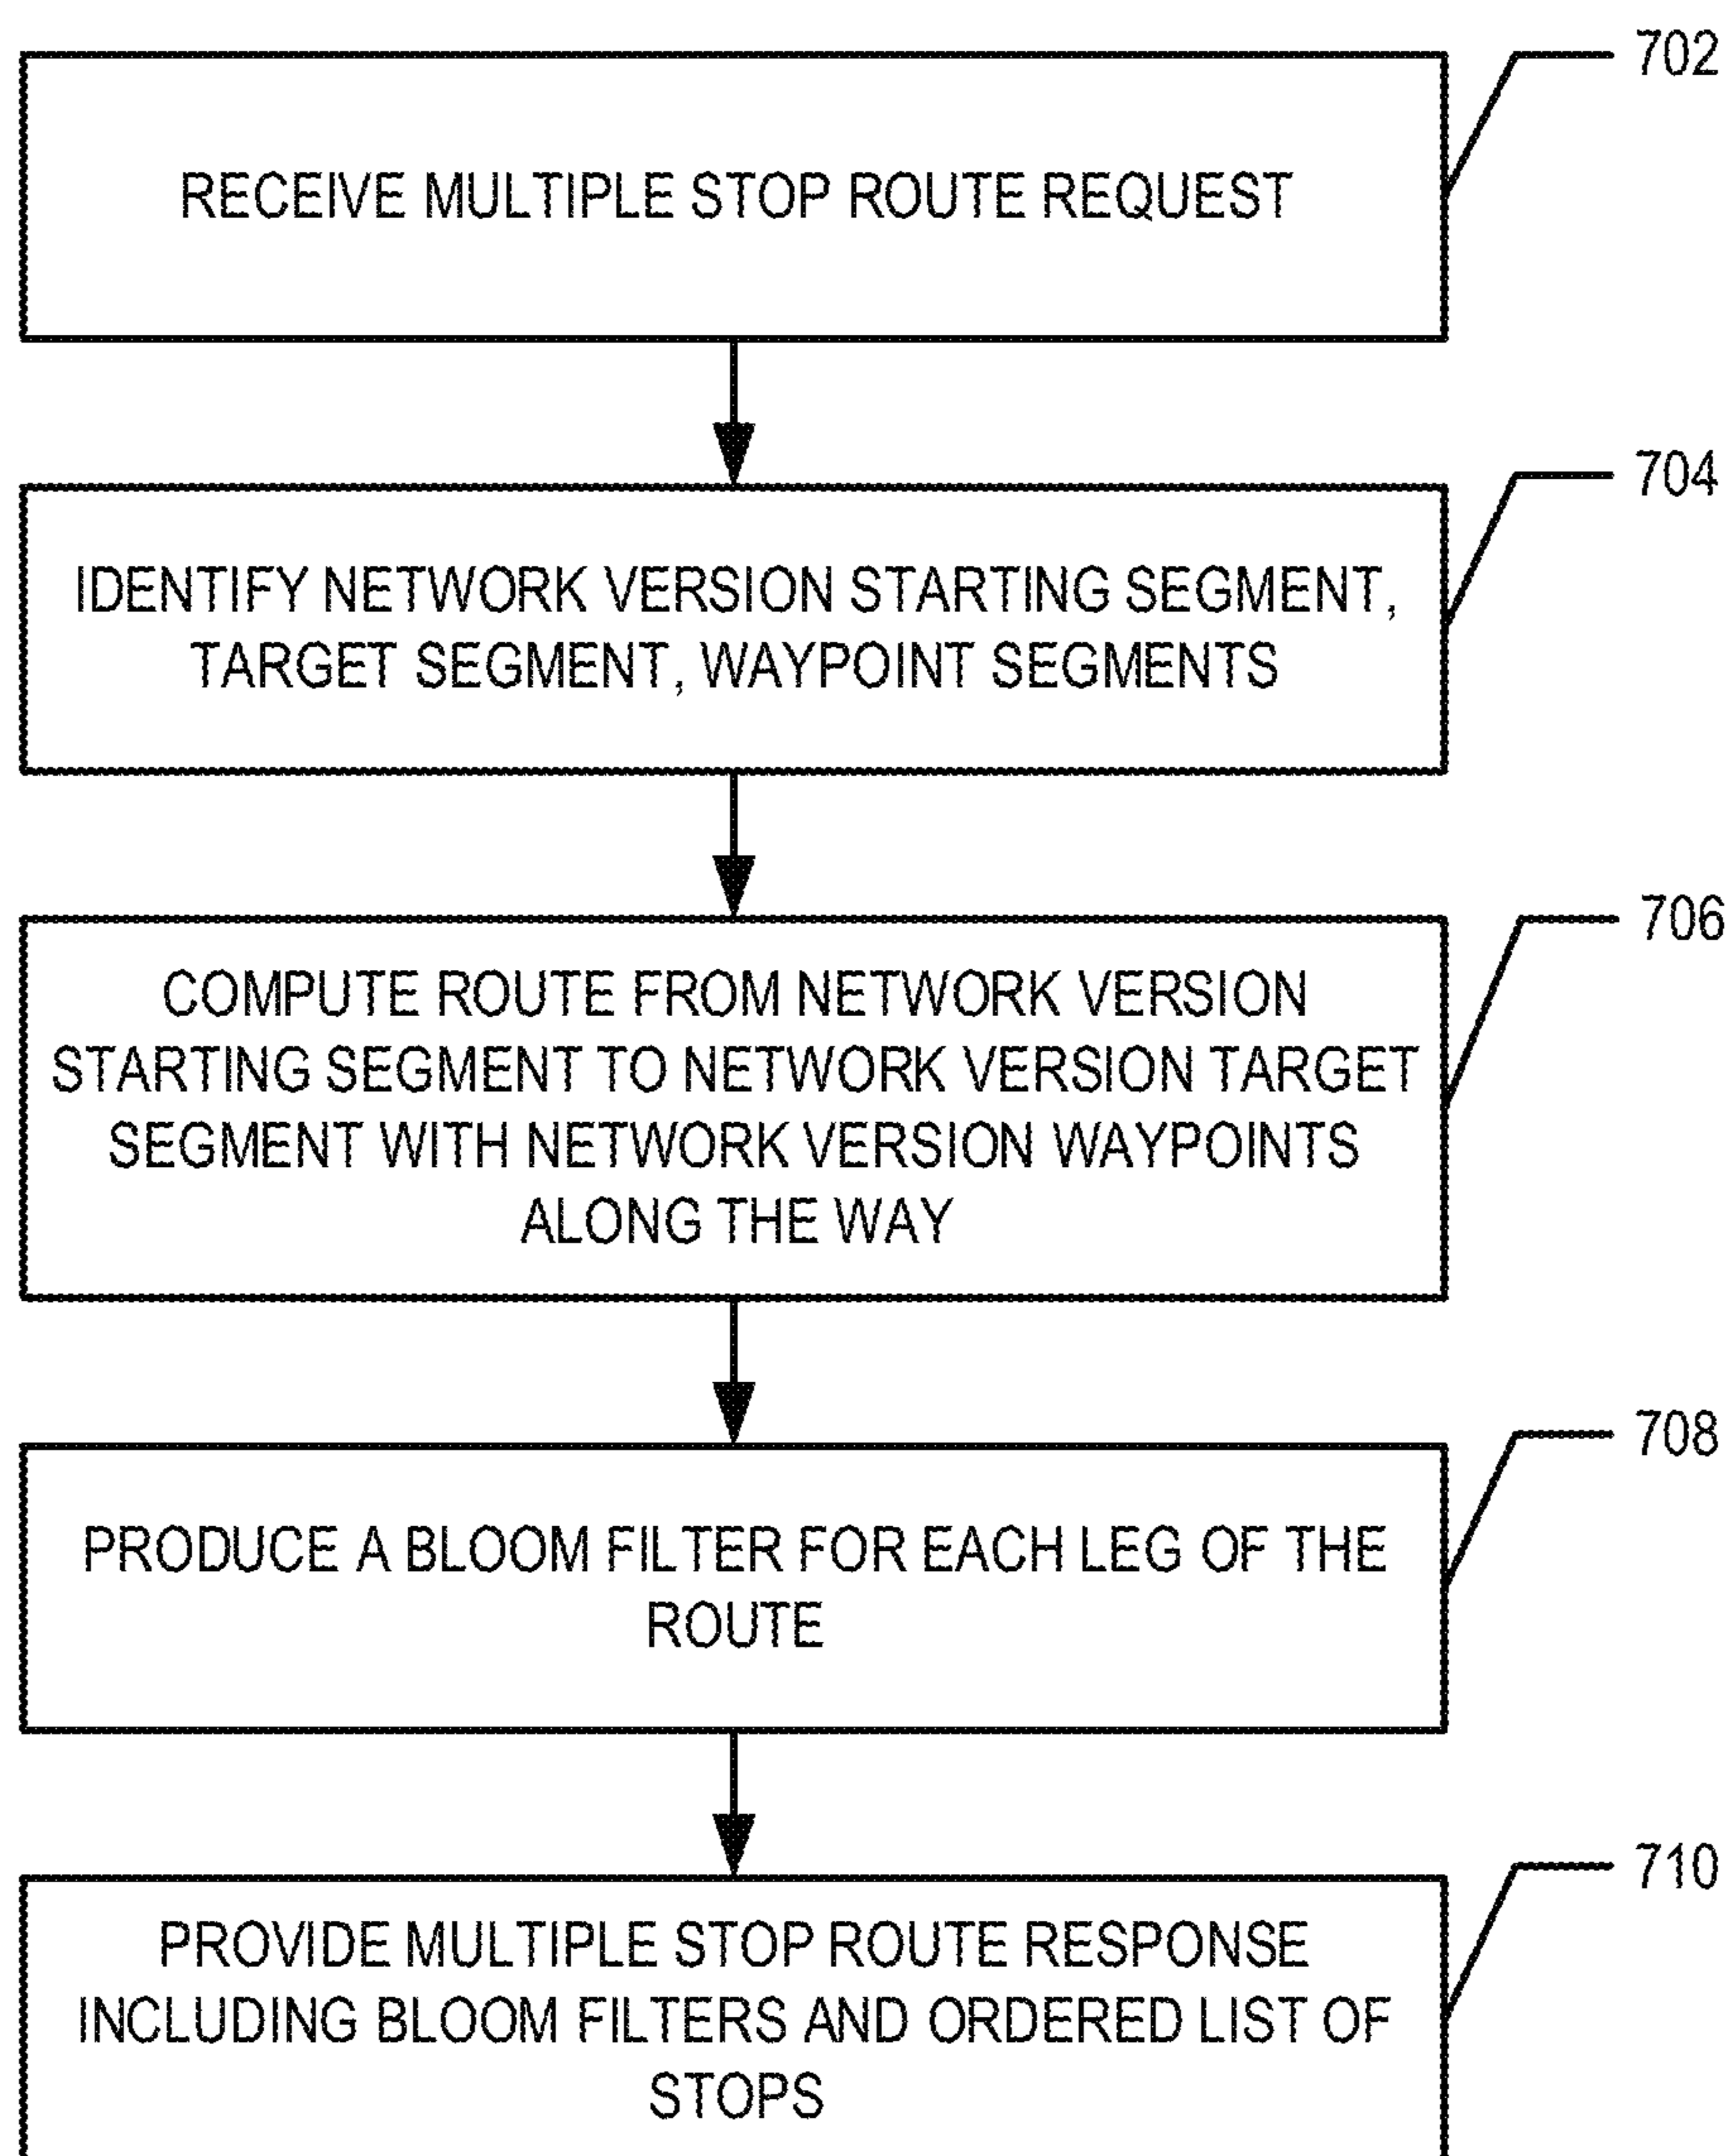 702
RECEIVE MULTIPLE STOP ROUTE REQUEST
704
IDENTIFY NETWORK VERSION STARTING SEGMENT,
TARGET SEGMENT, WAYPOINT SEGMENTS
706
COMPUTE ROUTE FROM NETWORK VERSION
STARTING SEGMENT TO NETWORK VERSION TARGET
SEGMENT WITH NETWORK VERSION WAYPOINTS
ALONG THE WAY
708
PRODUCE A BLOOM FILTER FOR EACH LEG OF THE
ROUTE
710
PROVIDE MULTIPLE STOP ROUTE RESPONSE
INCLUDING BLOOM FILTERS AND ORDERED LIST OF
STOPS